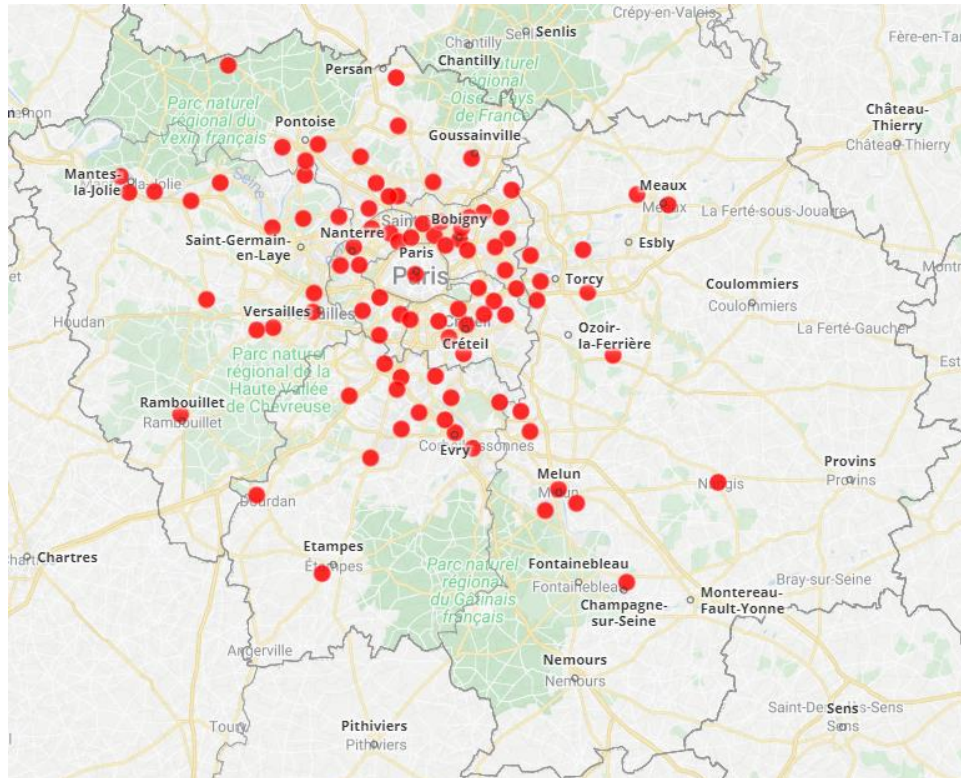 Crépy-en-Valois
Senlis
Chantilly
Chantilly
Fère-en-Tar
Persan
Château-
Thierry
Château-Thierry
Parc naturel
régional du
Vexin français
Pontoise
Goussainville
Mantes-
la-Jolie
Seine
Meaux
La Ferté-sous-Jouarre
Bobigny
Nanterre
Saint-Germain-
en-Laye
Esbly
Paris
Paris
Torcy
Coulommiers
Coulommiers
Houdan
Versailles
Ozoir-
la-Ferrière
La Ferté-Gaucher
Créteil
Parc naturel
régional de la
Haute Vallée
de Chevreuse
Rambouillet
Rambouillet
Evry
Melun
Provins
Provins
Dourdan
Chartres
Etampes
Étampes
Fontainebleau
Fontainebleau
Parc naturel
régional
du Gâtinais
français
Champagne-
sur-Seine
Montereau-
Fault-Yonne
Bray-sur-Seine
Angerville
Nemours
Nemours
Pithiviers
Pithiviers
Sens
Sens